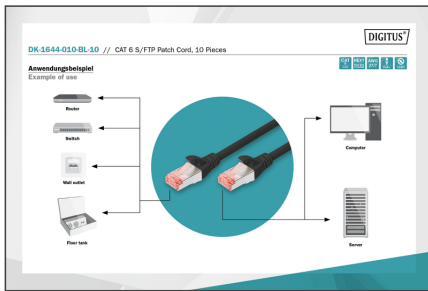 DIGITUS®
DK-1644-010-BL-10 // CAT 6 S/FTP Patch Cord, 10 Pieces
Anwendungsbeispiel
Example of use
Router
Switch
Wall outlet
Floor tank
Computer
Server